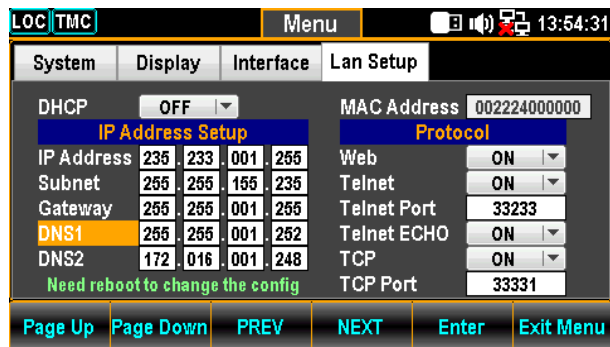 LOC TMC Menu 13:54:31
System Display Interface Lan Setup
DHCP OFF
IP Address Setup
IP Address 235 . 233 . 001 . 255
Subnet 255 . 255 . 155 . 235
Gateway 255 . 255 . 001 . 255
DNS1 255 . 255 . 001 . 252
DNS2 172 . 016 . 001 . 248
Need reboot to change the config
MAC Address 002224000000
Protocol
Web ON
Telnet ON
Telnet Port 33233
Telnet ECHO ON
TCP ON
TCP Port 33331
Page Up Page Down PREV NEXT Enter Exit Menu